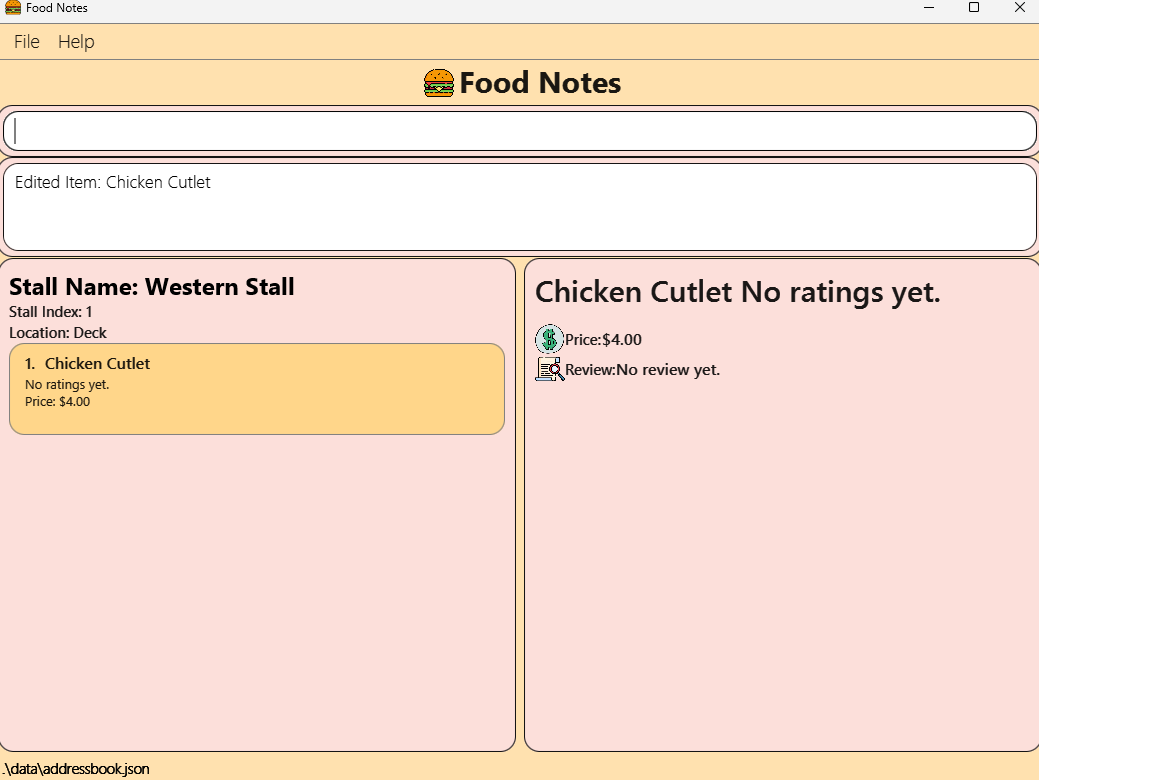 Food Notes
File Help
Food Notes
Edited Item: Chicken Cutlet
Stall Name: Western Stall
Stall Index: 1
Location: Deck
1. Chicken Cutlet
No ratings yet.
Price: $4.00
Chicken Cutlet No ratings yet.
Price:$4.00
Review:No review yet.
.\data\addressbook.json